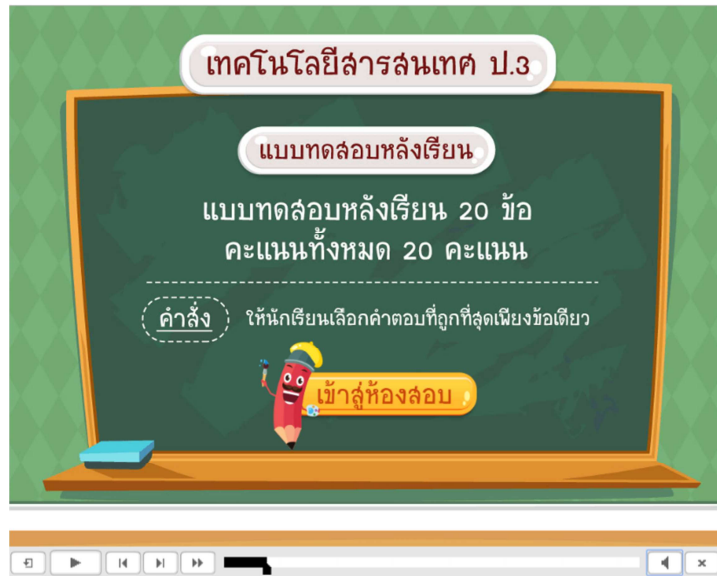 เทคโนโลยีสารสนเทศ ป.3
แบบทดสอบหลังเรียน
แบบทดสอบหลังเรียน 20 ข้อ
คะแนนทั้งหมด 20 คะแนน
คำสั่ง ให้นักเรียนเลือกคำตอบที่ถูกที่สุดเพียงข้อเดียว
เข้าสู่ห้องสอบ